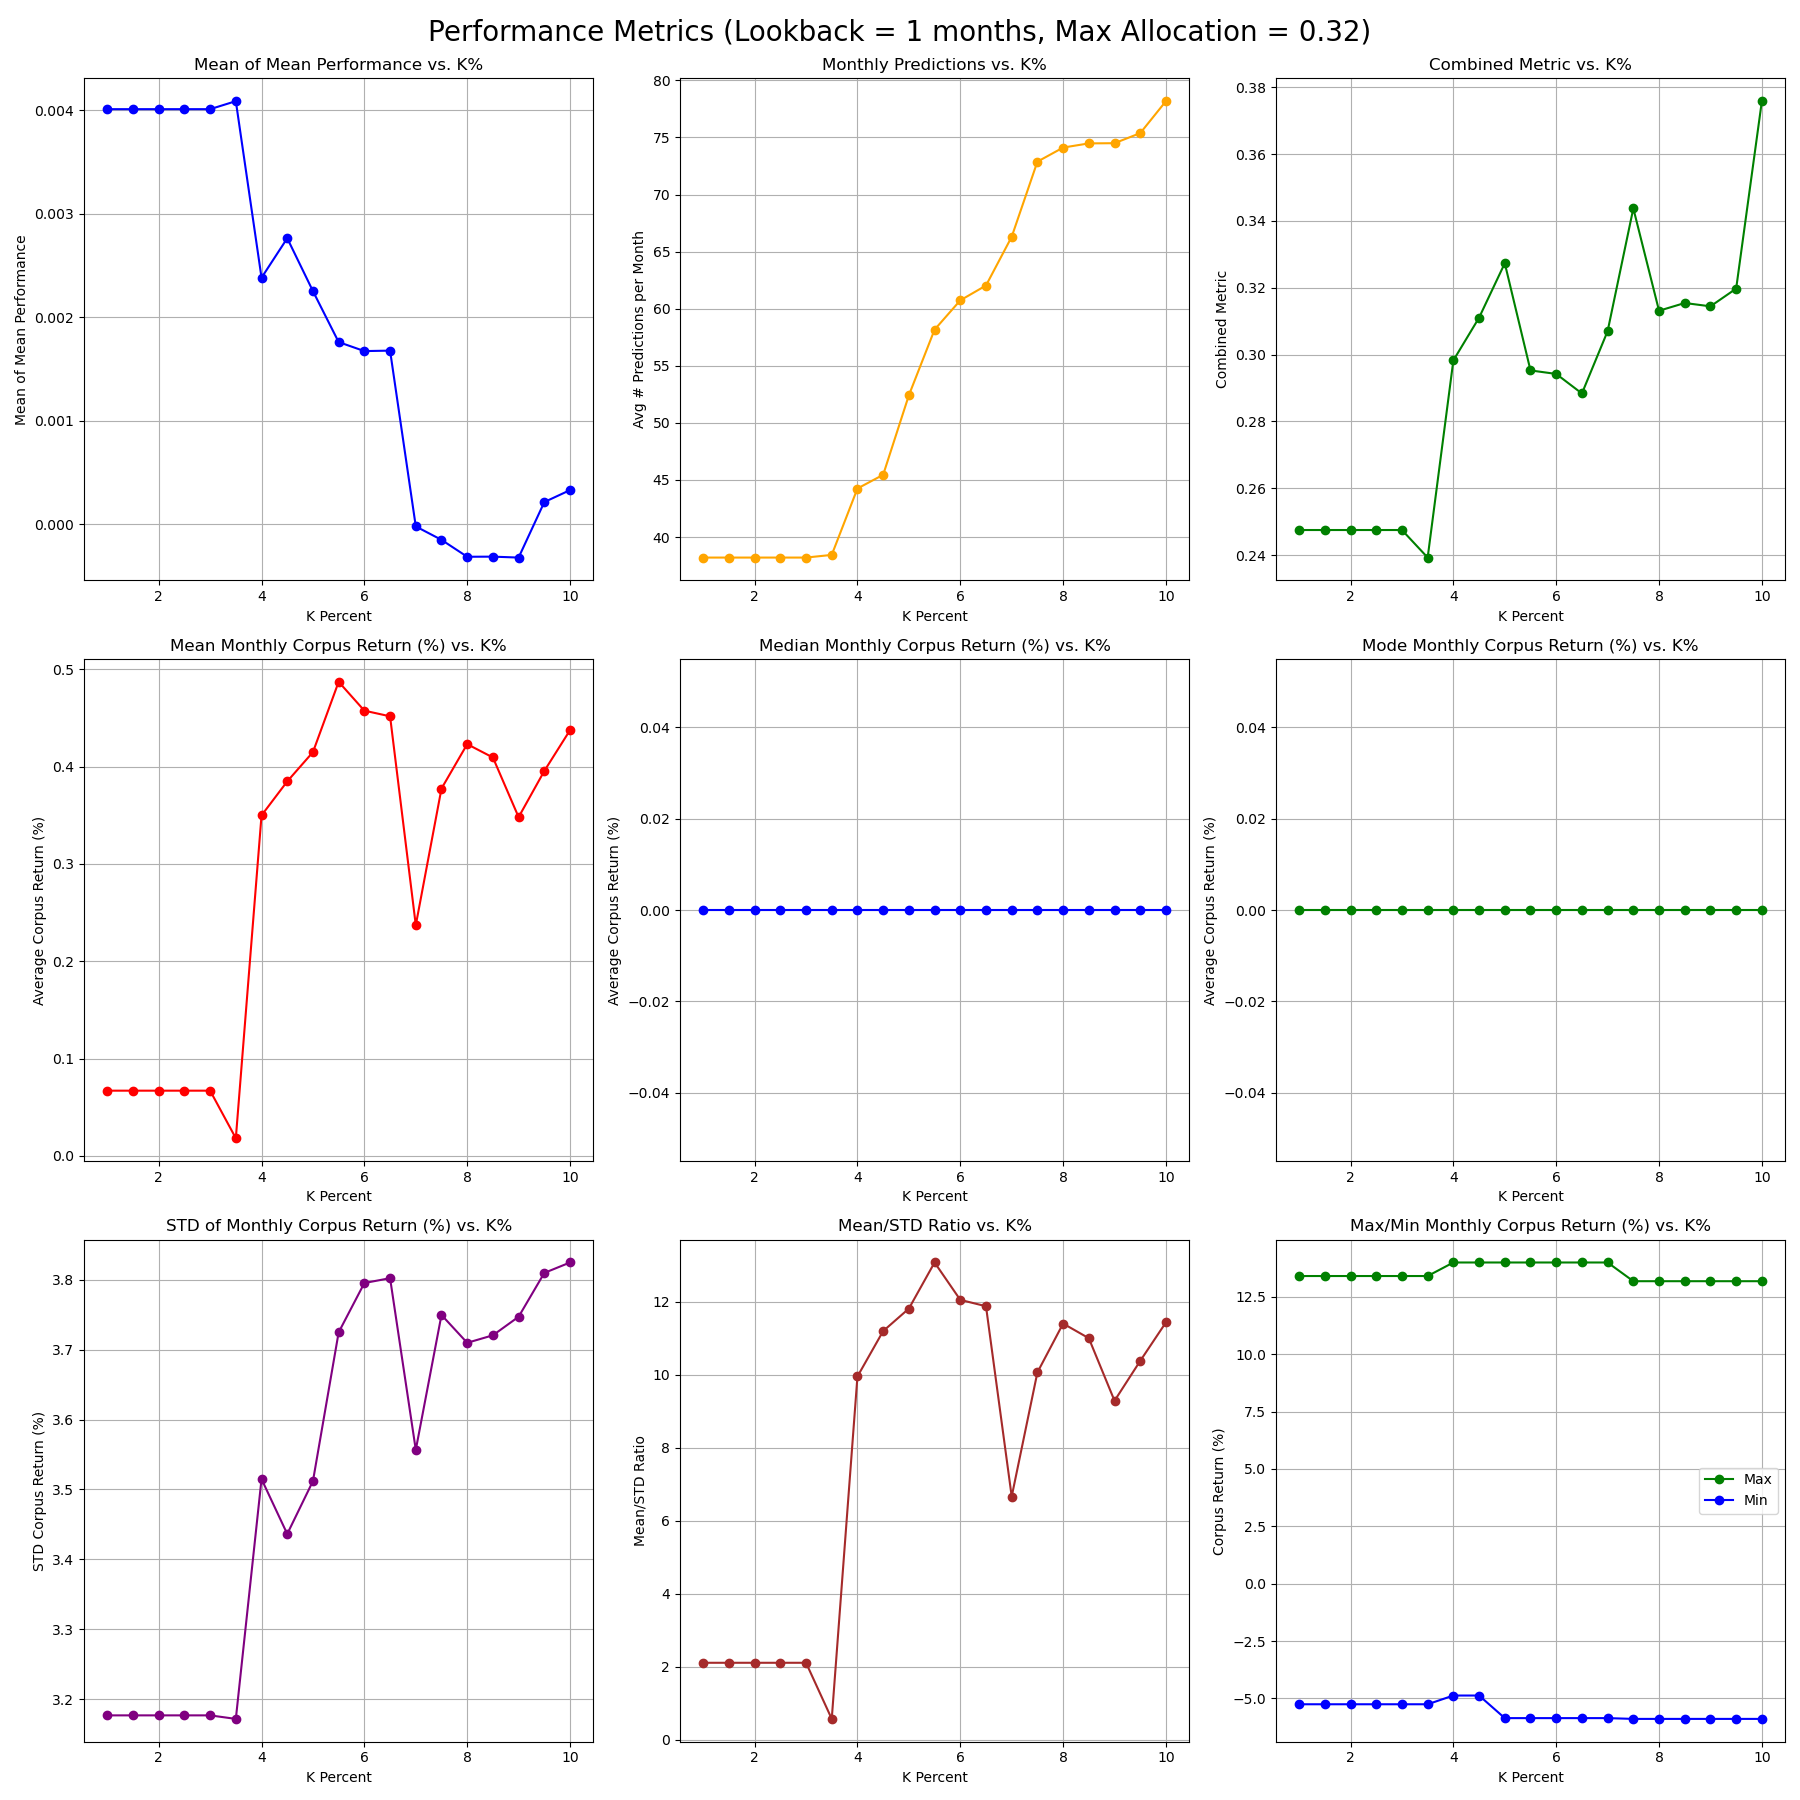 Performance Metrics (Lookback = 1 months, Max Allocation = 0.32)
Mean of Mean Performance vs. K%
0.004
0.003
0.002
0.001
0.000
Mean of Mean Performance
2 4 6 8 10
K Percent
Monthly Predictions vs. K%
80
75
70
65
60
55
50
45
40
Avg # Predictions per Month
2 4 6 8 10
K Percent
Combined Metric vs. K%
0.38
0.36
0.34
0.32
0.30
0.28
0.26
0.24
Combined Metric
2 4 6 8 10
K Percent
Mean Monthly Corpus Return (%) vs. K%
0.5
0.4
0.3
0.2
0.1
0.0
Average Corpus Return (%)
2 4 6 8 10
K Percent
Median Monthly Corpus Return (%) vs. K%
0.04
0.02
0.00
−0.02
−0.04
Average Corpus Return (%)
2 4 6 8 10
K Percent
Mode Monthly Corpus Return (%) vs. K%
0.04
0.02
0.00
−0.02
−0.04
Average Corpus Return (%)
2 4 6 8 10
K Percent
STD of Monthly Corpus Return (%) vs. K%
3.8
3.7
3.6
3.5
3.4
3.3
3.2
STD Corpus Return (%)
2 4 6 8 10
K Percent
Mean/STD Ratio vs. K%
12
10
8
6
4
2
0
Mean/STD Ratio
2 4 6 8 10
K Percent
Max/Min Monthly Corpus Return (%) vs. K%
12.5
10.0
7.5
5.0
2.5
0.0
−2.5
−5.0
Corpus Return (%)
Max
Min
2 4 6 8 10
K Percent